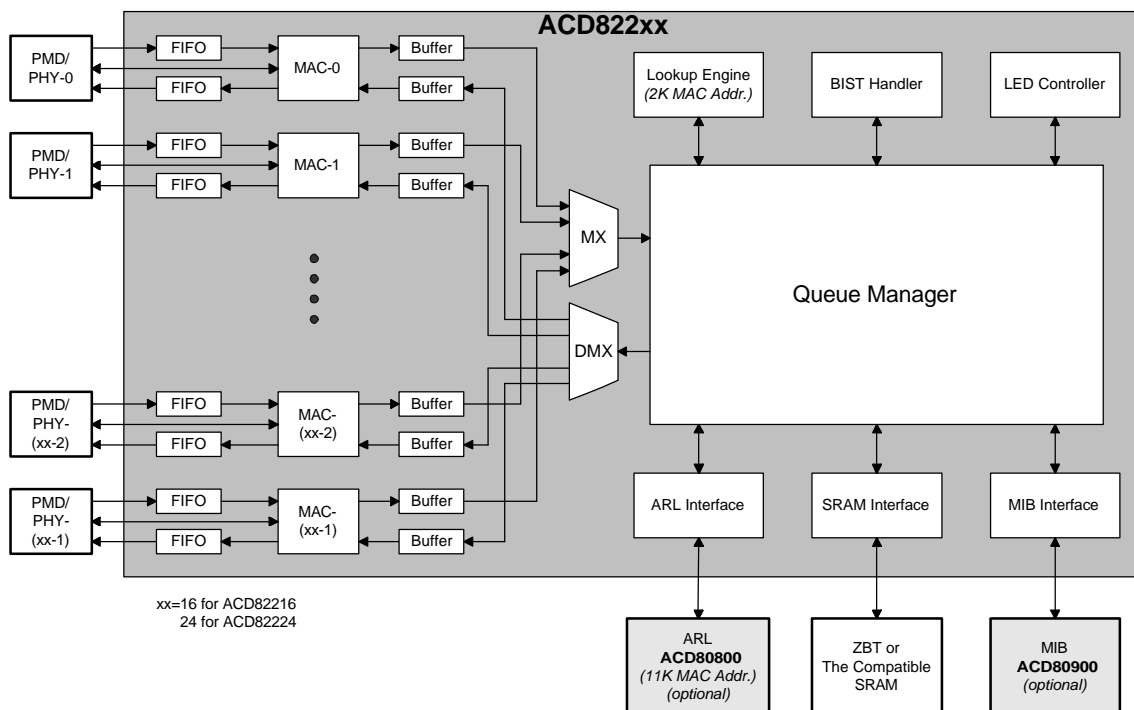 ACD822xx
PMD/
PHY-0
FIFO
FIFO
MAC-0
Buffer
Buffer
Lookup Engine
(2K MAC Addr.)
BIST Handler
LED Controller
PMD/
PHY-1
FIFO
FIFO
MAC-1
Buffer
Buffer
MX
Queue Manager
DMX
PMD/
PHY-
(xx-2)
FIFO
FIFO
MAC-
(xx-2)
Buffer
Buffer
PMD/
PHY-
(xx-1)
FIFO
FIFO
MAC-
(xx-1)
Buffer
Buffer
ARL Interface
SRAM Interface
MIB Interface
xx=16 for ACD82216
24 for ACD82224
ARL
ACD80800
(11K MAC Addr.)
(optional)
ZBT or
The Compatible
SRAM
MIB
ACD80900
(optional)